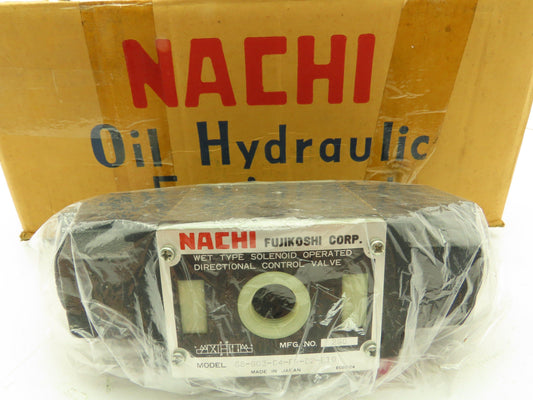 NACHI
Oil Hydraulic
NACHI FUJIKOSHI CORP.
WET TYPE SOLENOID OPERATED
DIRECTIONAL CONTROL VALVE
MFG. NO.
MODEL
MADE IN JAPAN